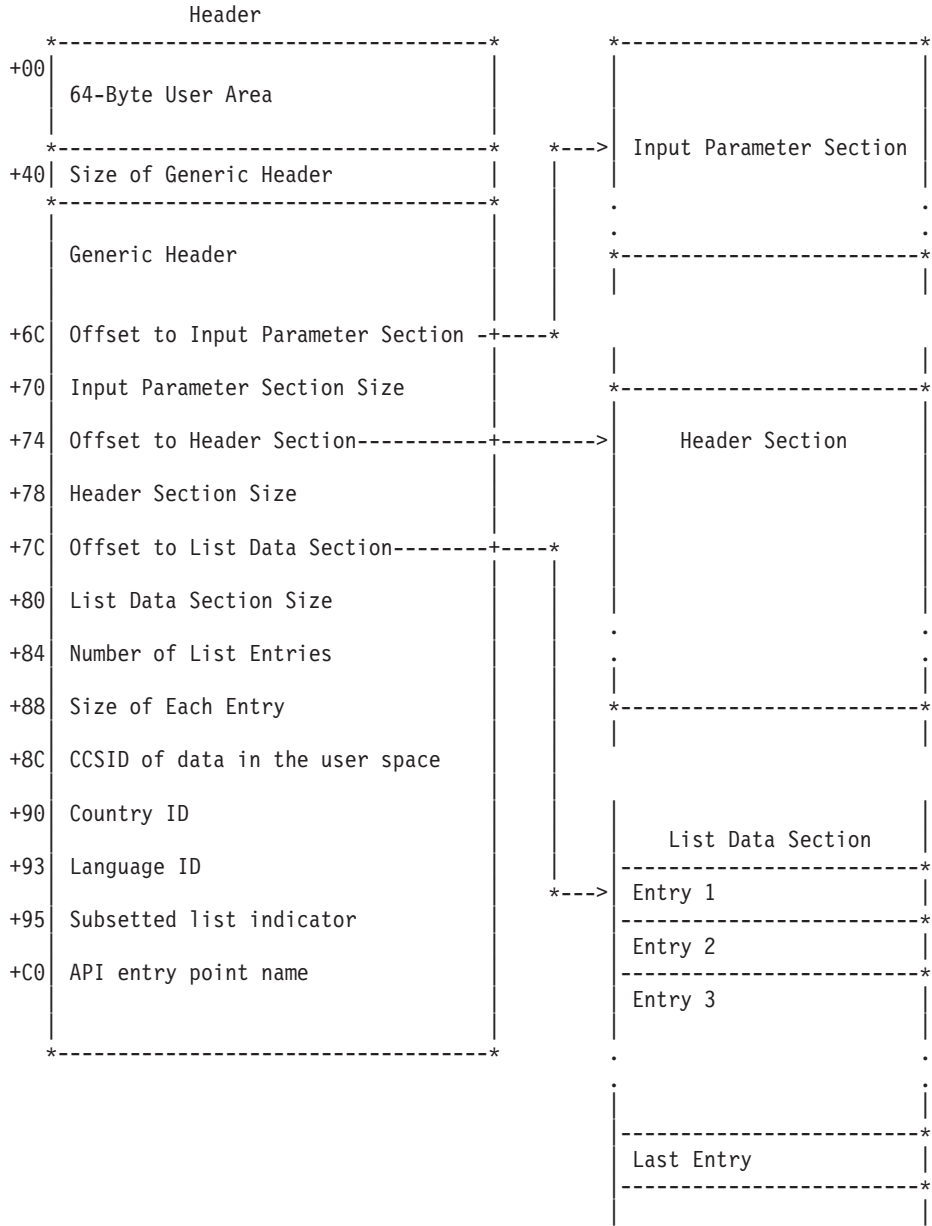 Header
+00
64-Byte User Area
Input Parameter Section
+40 Size of Generic Header
Generic Header
+6C Offset to Input Parameter Section
+70 Input Parameter Section Size
+74 Offset to Header Section
Header Section
+78 Header Section Size
+7C Offset to List Data Section
+80 List Data Section Size
+84 Number of List Entries
+88 Size of Each Entry
+8C CCSID of data in the user space
+90 Country ID
List Data Section
+93 Language ID
Entry 1
+95 Subsetted list indicator
Entry 2
+C0 API entry point name
Entry 3
Last Entry